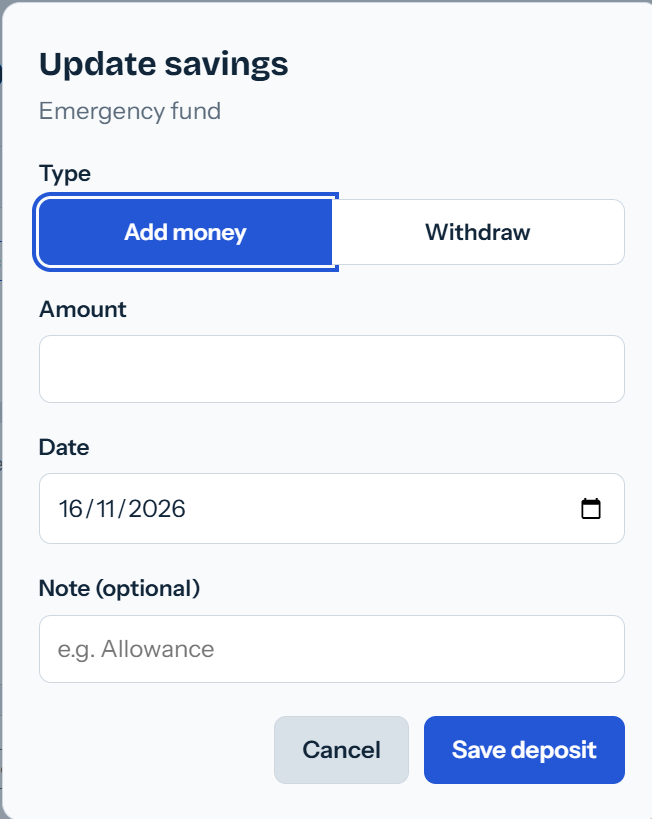 Update savings
Emergency fund
Type
Add money Withdraw
Amount
Date
16/11/2026
Note (optional)
e.g. Allowance
Cancel Save deposit